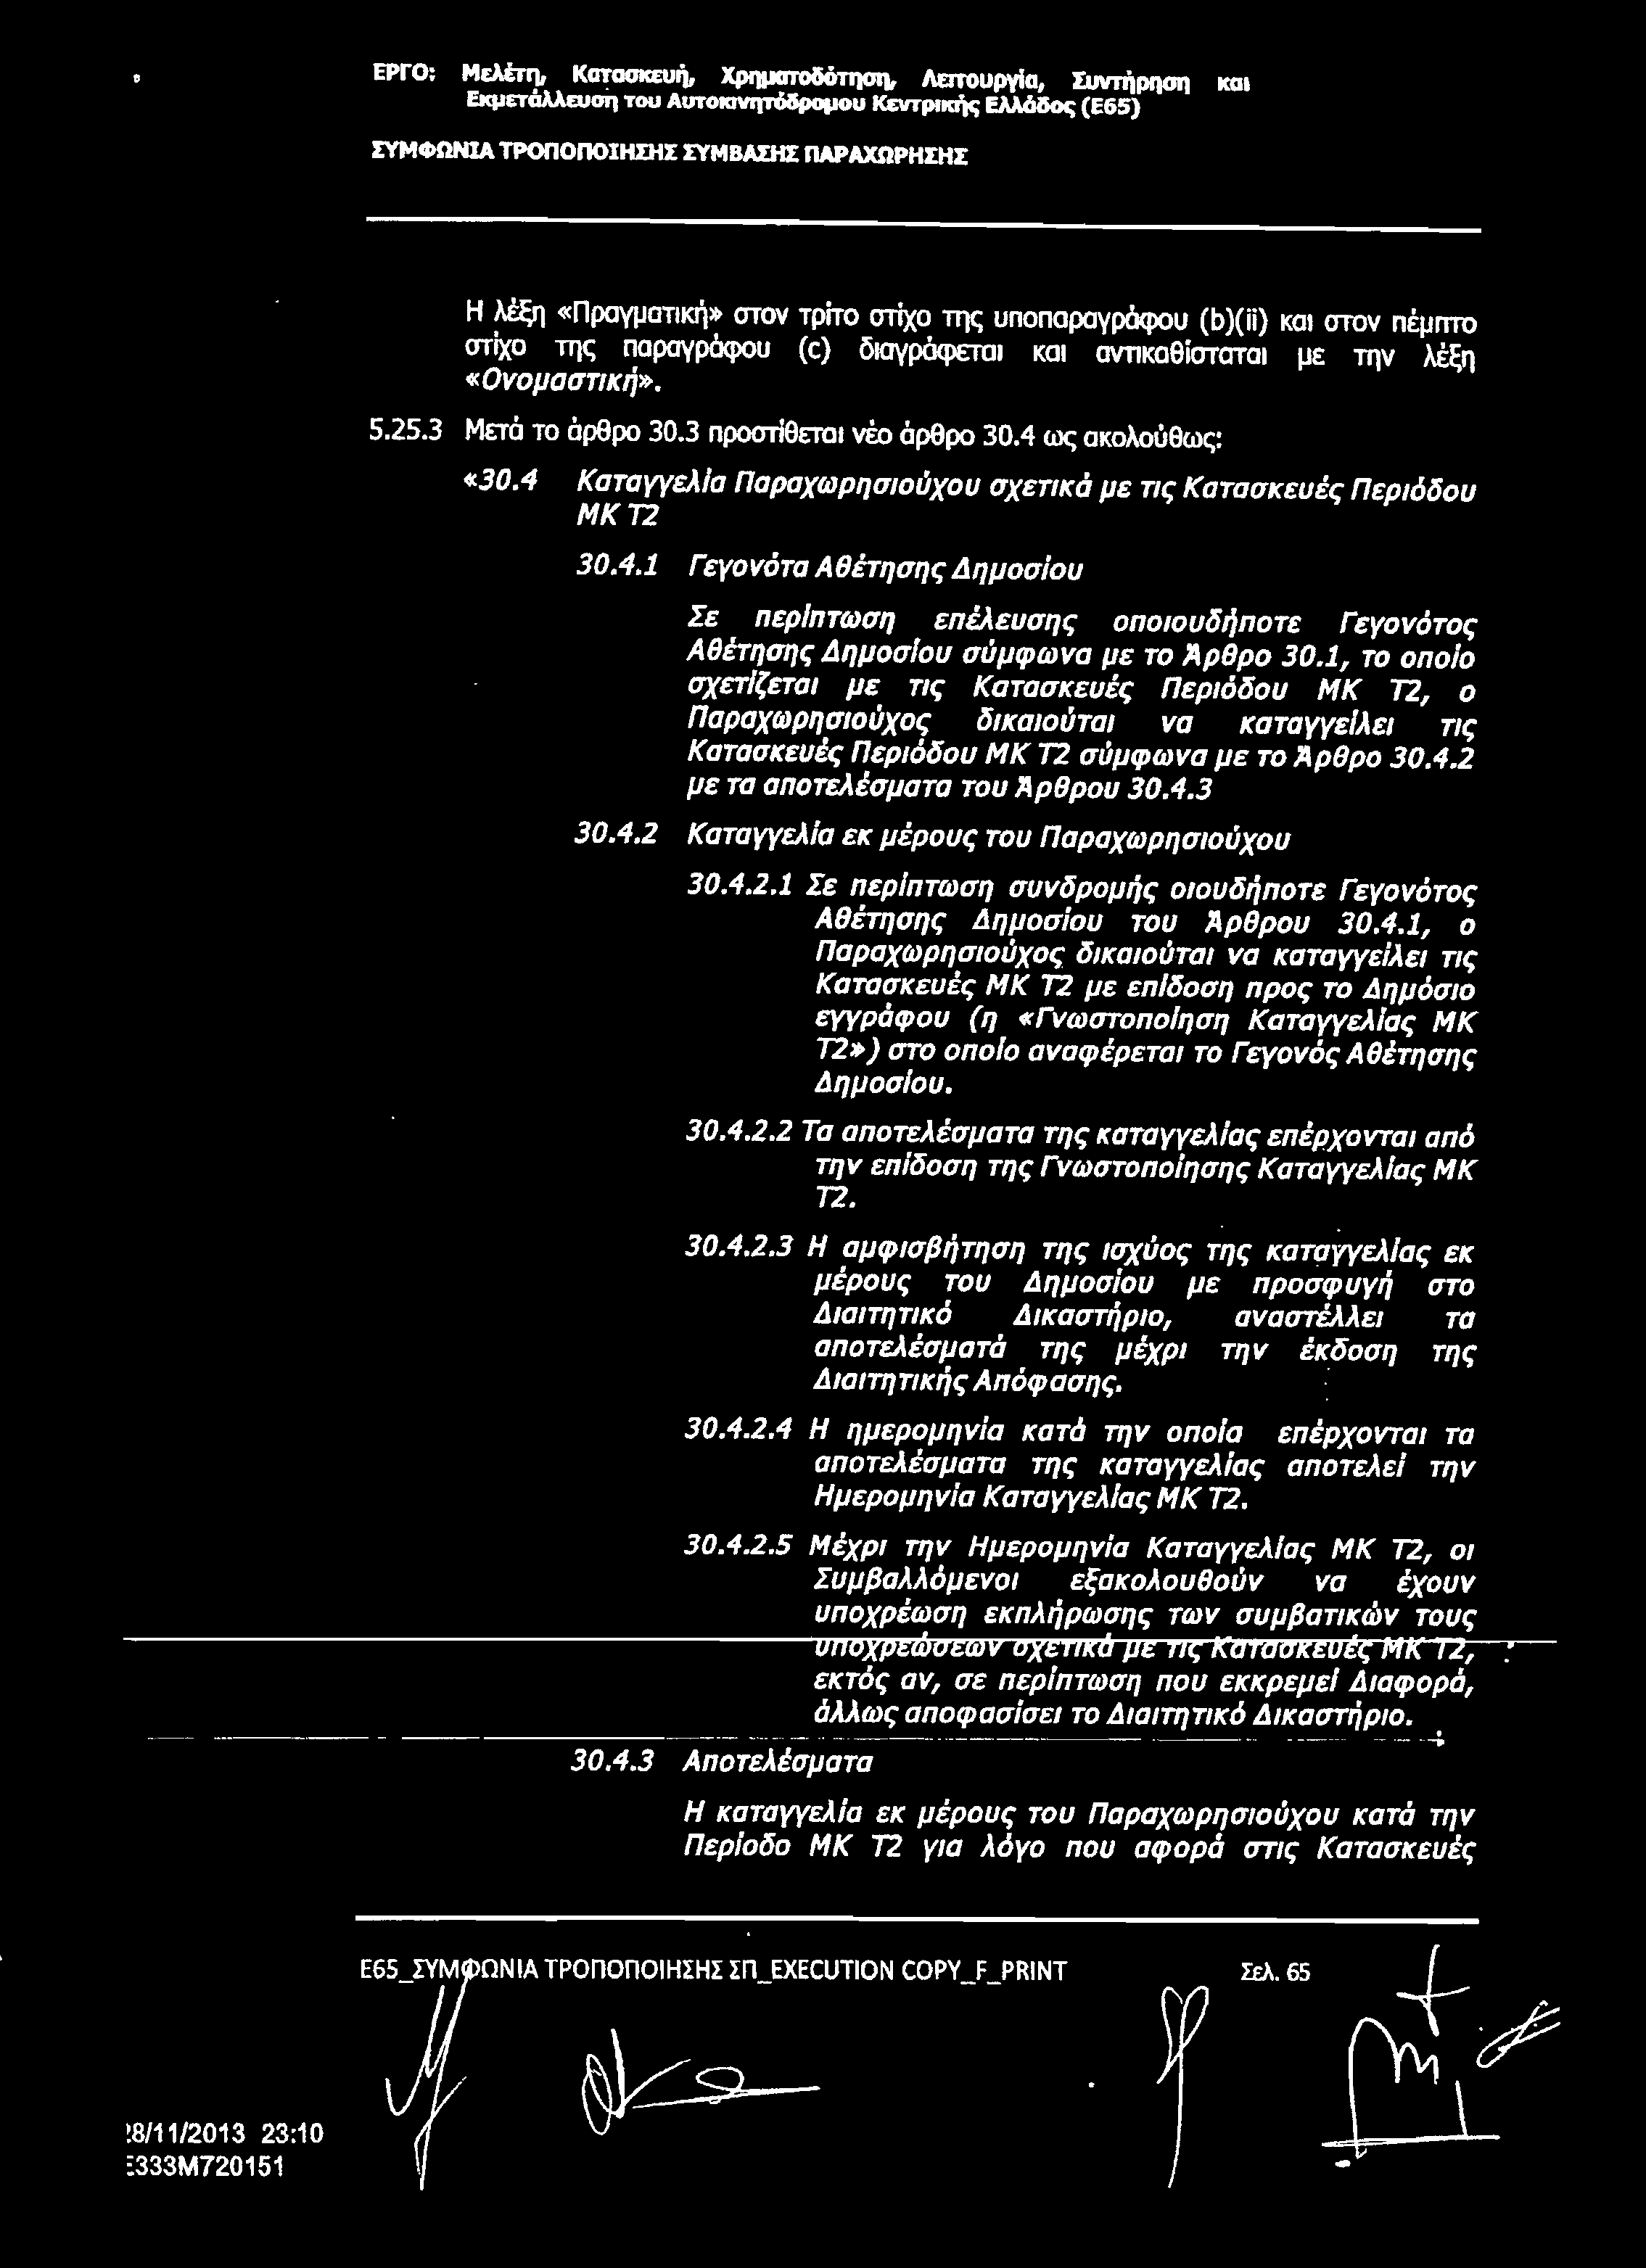 ΕΡΓΟ: Μελέτη, Κατασκευή, Χρηματοδότηση, Λειτουργία, Συντήρηση και
Εκμετάλλευση του Αυτοκινητόδρομου Κεντρικής Ελλάδος (Ε65)
ΣΥΜΦΩΝΙΑ ΤΡΟΠΟΠΟΙΗΣΗΣ ΣΥΜΒΑΣΗΣ ΠΑΡΑΧΩΡΗΣΗΣ
Η λέξη «Πραγματική» στον τρίτο στίχο της υποπαραγράφου (b)(ii) και στον πέμπτο
στίχο της παραγράφου (c) διαγράφεται και αντικαθίσταται με την λέξη
«Ονομαστική».
5.25.3 Μετά το άρθρο 30.3 προστίθεται νέο άρθρο 30.4 ως ακολούθως:
«30.4 Καταγγελία Παραχωρησιούχου σχετικά με τις Κατασκευές Περιόδου
ΜΚ Τ2
30.4.1 Γεγονότα Αθέτησης Δημοσίου
Σε περίπτωση επέλευσης οποιουδήποτε Γεγονότος
Αθέτησης Δημοσίου σύμφωνα με το Άρθρο 30.1, το οποίο
σχετίζεται με τις Κατασκευές Περιόδου ΜΚ Τ2, ο
Παραχωρησιούχος δικαιούται να καταγγείλει τις
Κατασκευές Περιόδου ΜΚ Τ2 σύμφωνα με το Άρθρο 30.4.2
με τα αποτελέσματα του Άρθρου 30.4.3
30.4.2 Καταγγελία εκ μέρους του Παραχωρησιούχου
30.4.2.1 Σε περίπτωση συνδρομής οιουδήποτε Γεγονότος
Αθέτησης Δημοσίου του Άρθρου 30.4.1, ο
Παραχωρησιούχος δικαιούται να καταγγείλει τις
Κατασκευές ΜΚ Τ2 με επίδοση προς το Δημόσιο
εγγράφου (η «Γνωστοποίηση Καταγγελίας ΜΚ
Τ2») στο οποίο αναφέρεται το Γεγονός Αθέτησης
Δημοσίου.
30.4.2.2 Τα αποτελέσματα της καταγγελίας επέρχονται από
την επίδοση της Γνωστοποίησης Καταγγελίας ΜΚ
Τ2.
30.4.2.3 Η αμφισβήτηση της ισχύος της καταγγελίας εκ
μέρους του Δημοσίου με προσφυγή στο
Διαιτητικό Δικαστήριο, αναστέλλει τα
αποτελέσματά της μέχρι την έκδοση της
Διαιτητικής Απόφασης.
30.4.2.4 Η ημερομηνία κατά την οποία επέρχονται τα
αποτελέσματα της καταγγελίας αποτελεί την
Ημερομηνία Καταγγελίας ΜΚ Τ2.
30.4.2.5 Μέχρι την Ημερομηνία Καταγγελίας ΜΚ Τ2, οι
Συμβαλλόμενοι εξακολουθούν να έχουν
υποχρέωση εκπλήρωσης των συμβατικών τους
υποχρεώσεων σχετικά με τις Κατασκευές ΜΚ Τ2,
εκτός αν, σε περίπτωση που εκκρεμεί Διαφορά,
άλλως αποφασίσει το Διαιτητικό Δικαστήριο.
30.4.3 Αποτελέσματα
Η καταγγελία εκ μέρους του Παραχωρησιούχου κατά την
Περίοδο ΜΚ Τ2 για λόγο που αφορά στις Κατασκευές
E65_ΣΥΜΦΩΝΙΑ ΤΡΟΠΟΠΟΙΗΣΗΣ ΣΠ_EXECUTION COPY_F_PRINT Σελ. 65
8/11/2013 23:10
333M720151